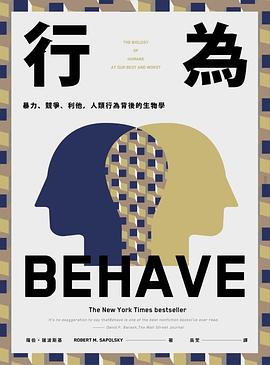 行為
THE BIOLOGY
OF
HUMANS
AT OUR BEST AND WORST
暴力、競爭、利他，人類行為背後的生物學
BEHAVE
The New York Times bestseller
It's no exaggeration to say that Behave is one of the best nonfiction books I've ever read.
—— David P. Barash, The Wall Street Journal
羅伯・薩波斯基 ROBERT M. SAPOLSKY —— 著 —— 吳芠 —— 譯